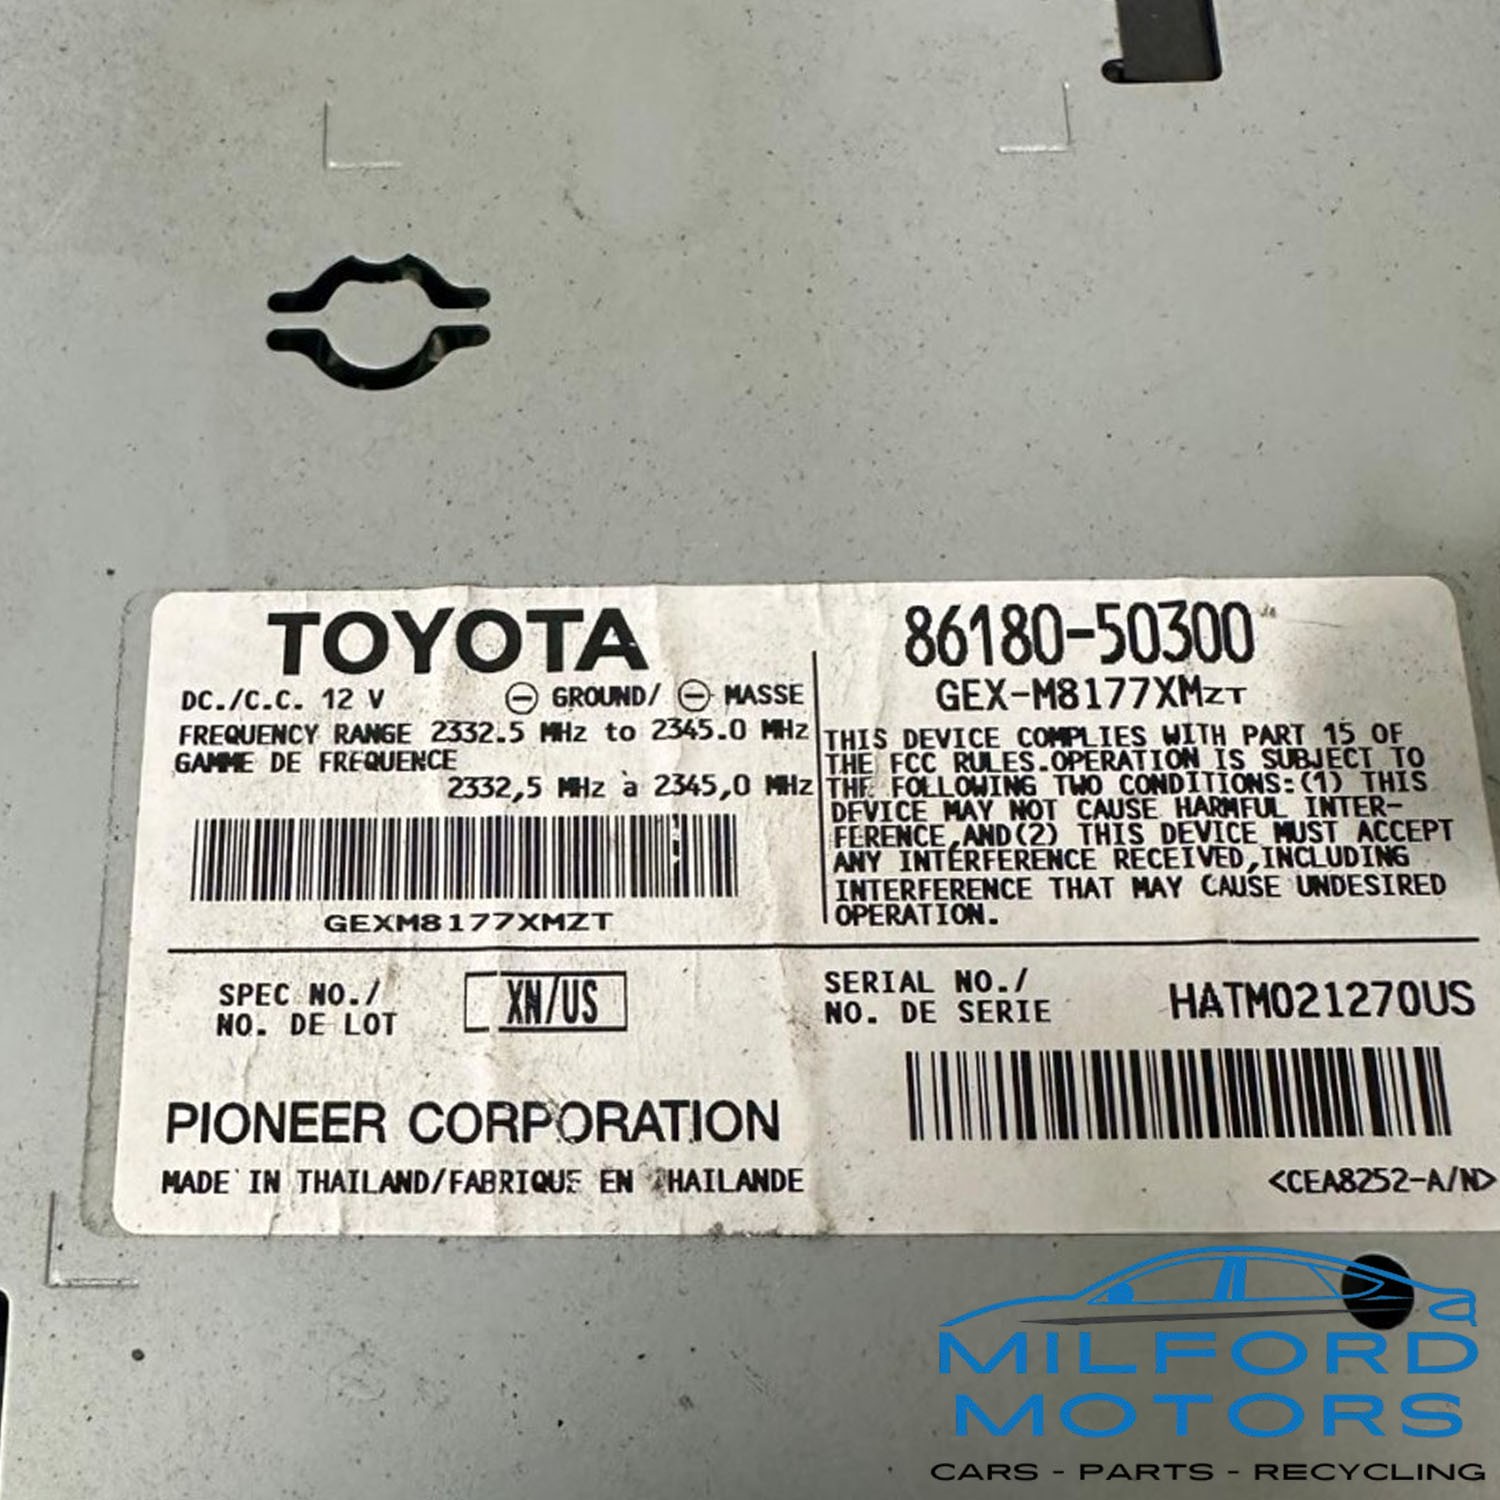 TOYOTA
DC./C.C. 12 V ⊖ GROUND/ ⊖ MASSE
FREQUENCY RANGE 2332.5 MHz to 2345.0 MHz
GAMME DE FREQUENCE
2332,5 MHz à 2345,0 MHz
GEXM8177XMZT
86180-50300
GEX-M8177XMZT
THIS DEVICE COMPLIES WITH PART 15 OF
THE FCC RULES.OPERATION IS SUBJECT TO
THE FOLLOWING TWO CONDITIONS:(1) THIS
DEVICE MAY NOT CAUSE HARMFUL INTER-
FERENCE,AND(2) THIS DEVICE MUST ACCEPT
ANY INTERFERENCE RECEIVED,INCLUDING
INTERFERENCE THAT MAY CAUSE UNDESIRED
OPERATION.
SPEC NO./
NO. DE LOT
XN/US
SERIAL NO./
NO. DE SERIE
HATM021270US
PIONEER CORPORATION
MADE IN THAILAND/FABRIQUE EN THAILANDE
<CEA8252-A/N>
MILFORD
MOTORS
CARS - PARTS - RECYCLING